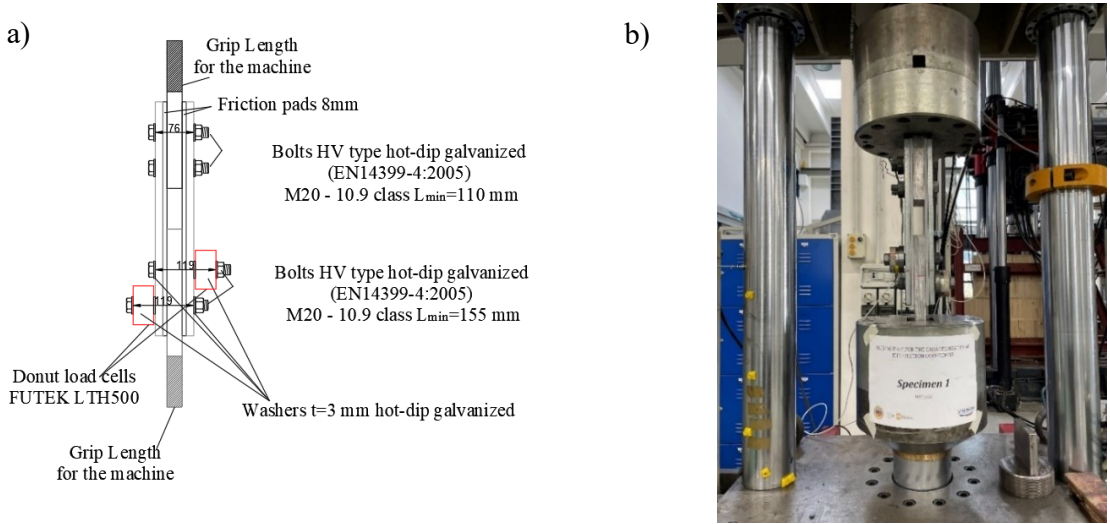 a)
b)
Grip Length
for the machine
Friction pads 8mm
76
Bolts HV type hot-dip galvanized
(EN14399-4:2005)
M20 - 10.9 class Lmin=110 mm
119
Bolts HV type hot-dip galvanized
(EN14399-4:2005)
M20 - 10.9 class Lmin=155 mm
119
Donut load cells
FUTEK LTH500
Washers t=3 mm hot-dip galvanized
Grip Length
for the machine
Specimen 1